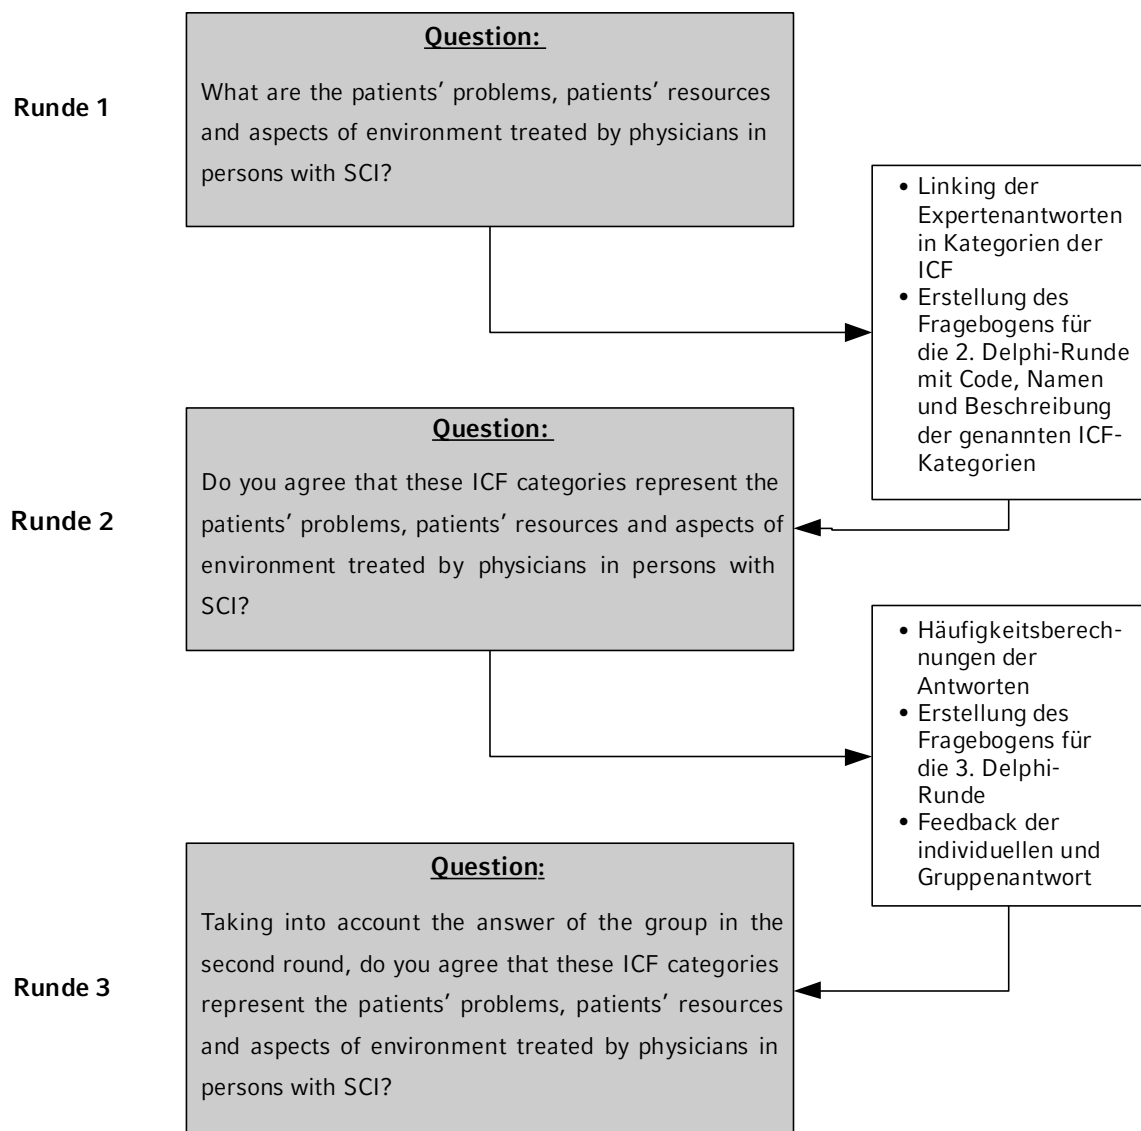 Question:
Runde 1
What are the patients’ problems, patients’ resources
and aspects of environment treated by physicians in
persons with SCI?
• Linking der
Expertenantworten
in Kategorien der
ICF
• Erstellung des
Fragebogens für
die 2. Delphi-Runde
mit Code, Namen
und Beschreibung
der genannten ICF-
Kategorien
Question:
Runde 2
Do you agree that these ICF categories represent the
patients’ problems, patients’ resources and aspects of
environment treated by physicians in persons with
SCI?
• Häufigkeitsberech-
nungen der
Antworten
• Erstellung des
Fragebogens für
die 3. Delphi-
Runde
• Feedback der
individuellen und
Gruppenantwort
Question:
Runde 3
Taking into account the answer of the group in the
second round, do you agree that these ICF categories
represent the patients’ problems, patients’ resources
and aspects of environment treated by physicians in
persons with SCI?